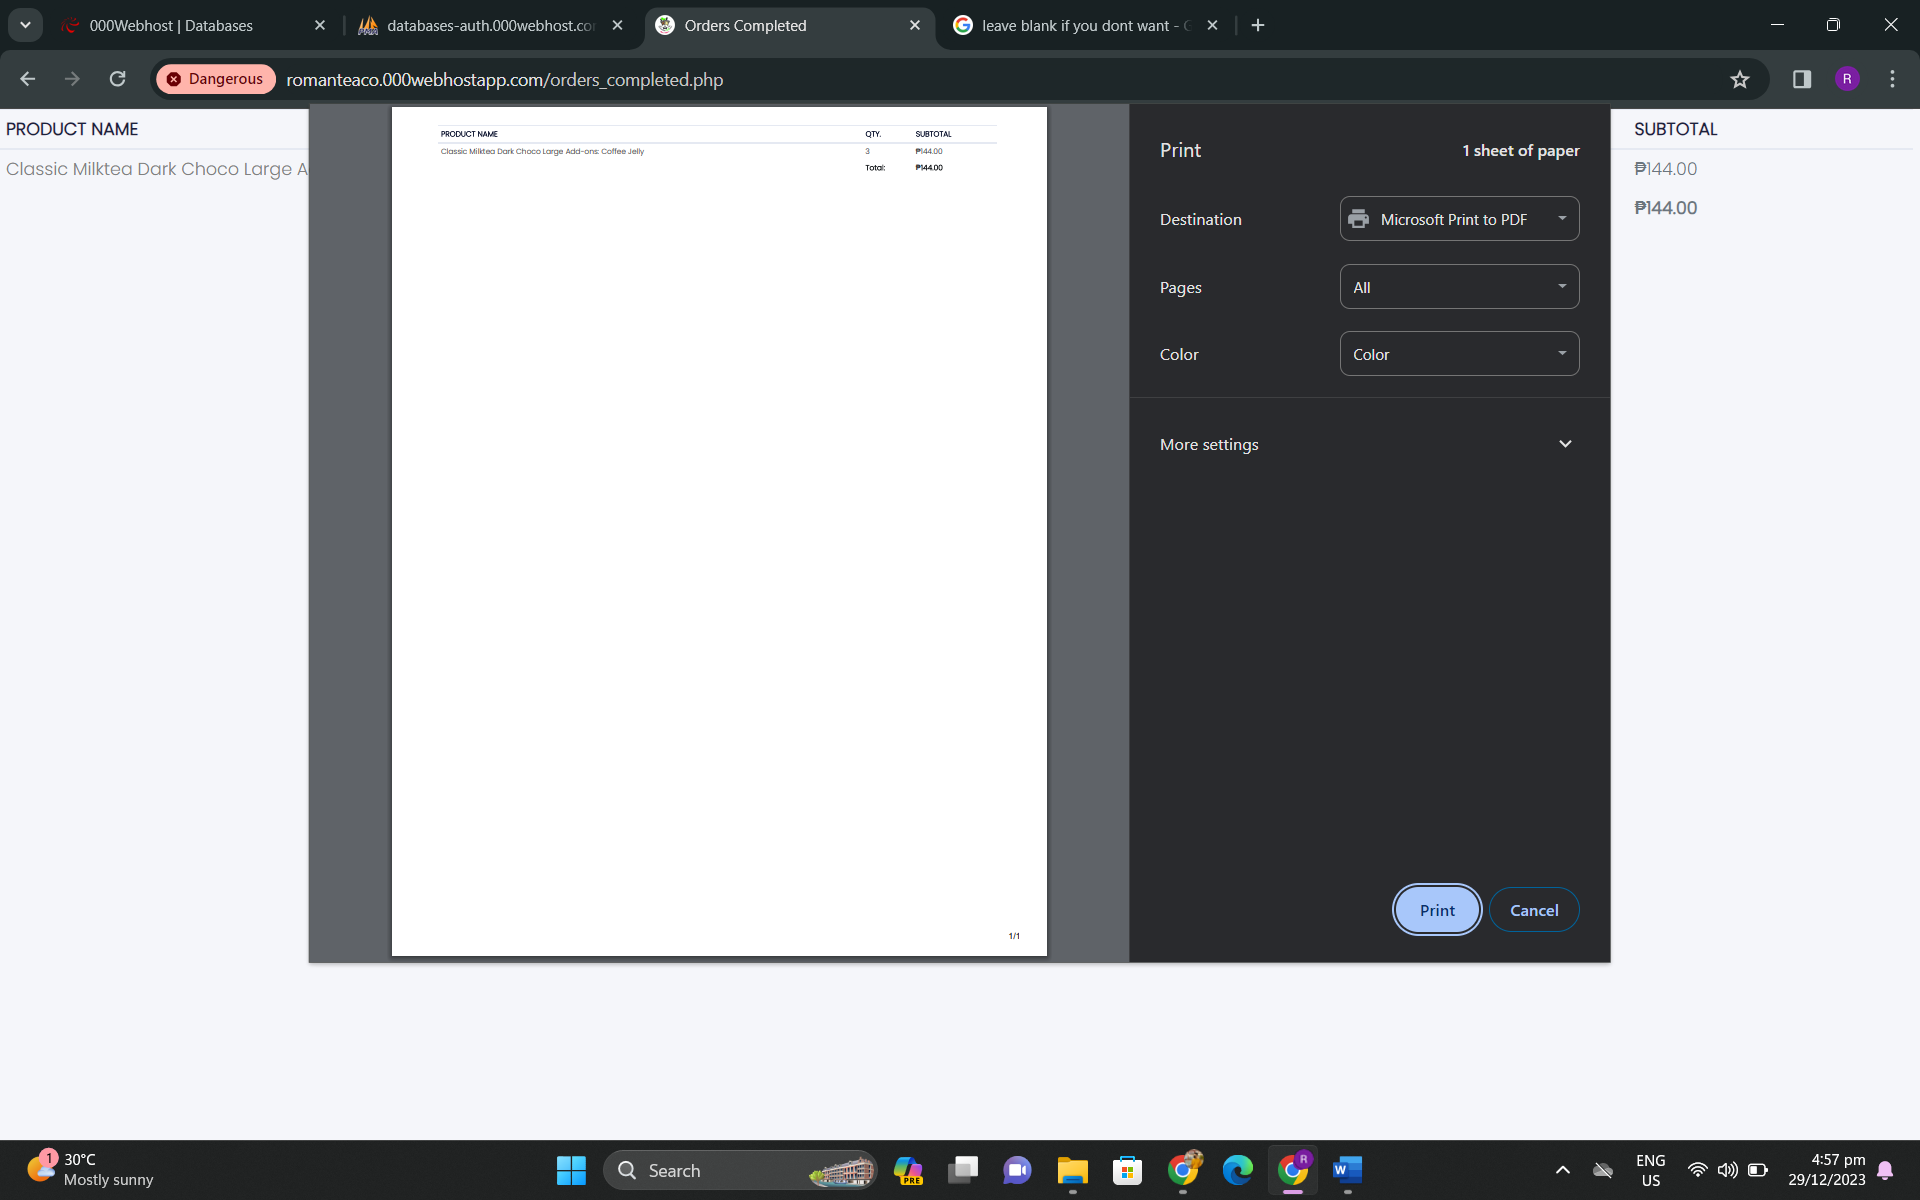 000Webhost | Databases
databases-auth.000webhost.co
Orders Completed
leave blank if you dont want -
Dangerous
romanteaco.000webhostapp.com/orders_completed.php
R
PRODUCT NAME
Classic Milktea Dark Choco Large A
PRODUCT NAME QTY. SUBTOTAL
Classic Milktea Dark Choco Large Add-ons: Coffee Jelly 3 ₱144.00
Total: ₱144.00
1/1
Print 1 sheet of paper
Destination Microsoft Print to PDF
Pages All
Color Color
More settings
Print Cancel
SUBTOTAL
₱144.00
₱144.00
1
30°C
Mostly sunny
Search
PRE
R
W
ENG
US
4:57 pm
29/12/2023